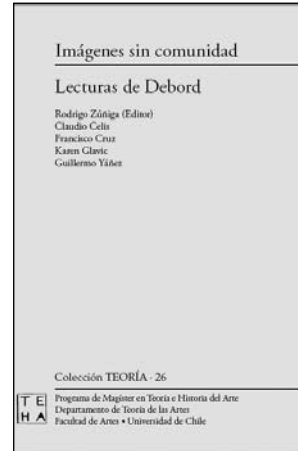 Imágenes sin comunidad
Lecturas de Debord
Rodrigo Zúñiga (Editor)
Claudio Celis
Francisco Cruz
Karen Glavic
Guillermo Yáñez
Colección TEORÍA · 26
T E
H A
Programa de Magíster en Teoría e Historia del Arte
Departamento de Teoría de las Artes
Facultad de Artes • Universidad de Chile